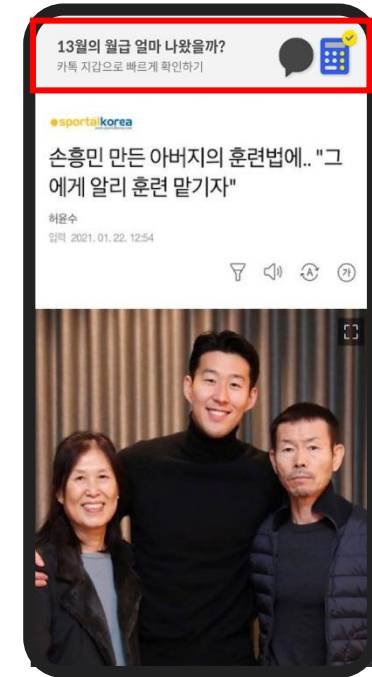 13월의 월급 얼마 나왔을까?
카톡 지갑으로 빠르게 확인하기
sportalkorea
손흥민 만든 아버지의 훈련법에.. "그
에게 알리 훈련 맡기자"
허윤수
입력 2021. 01. 22. 12:54
A
가